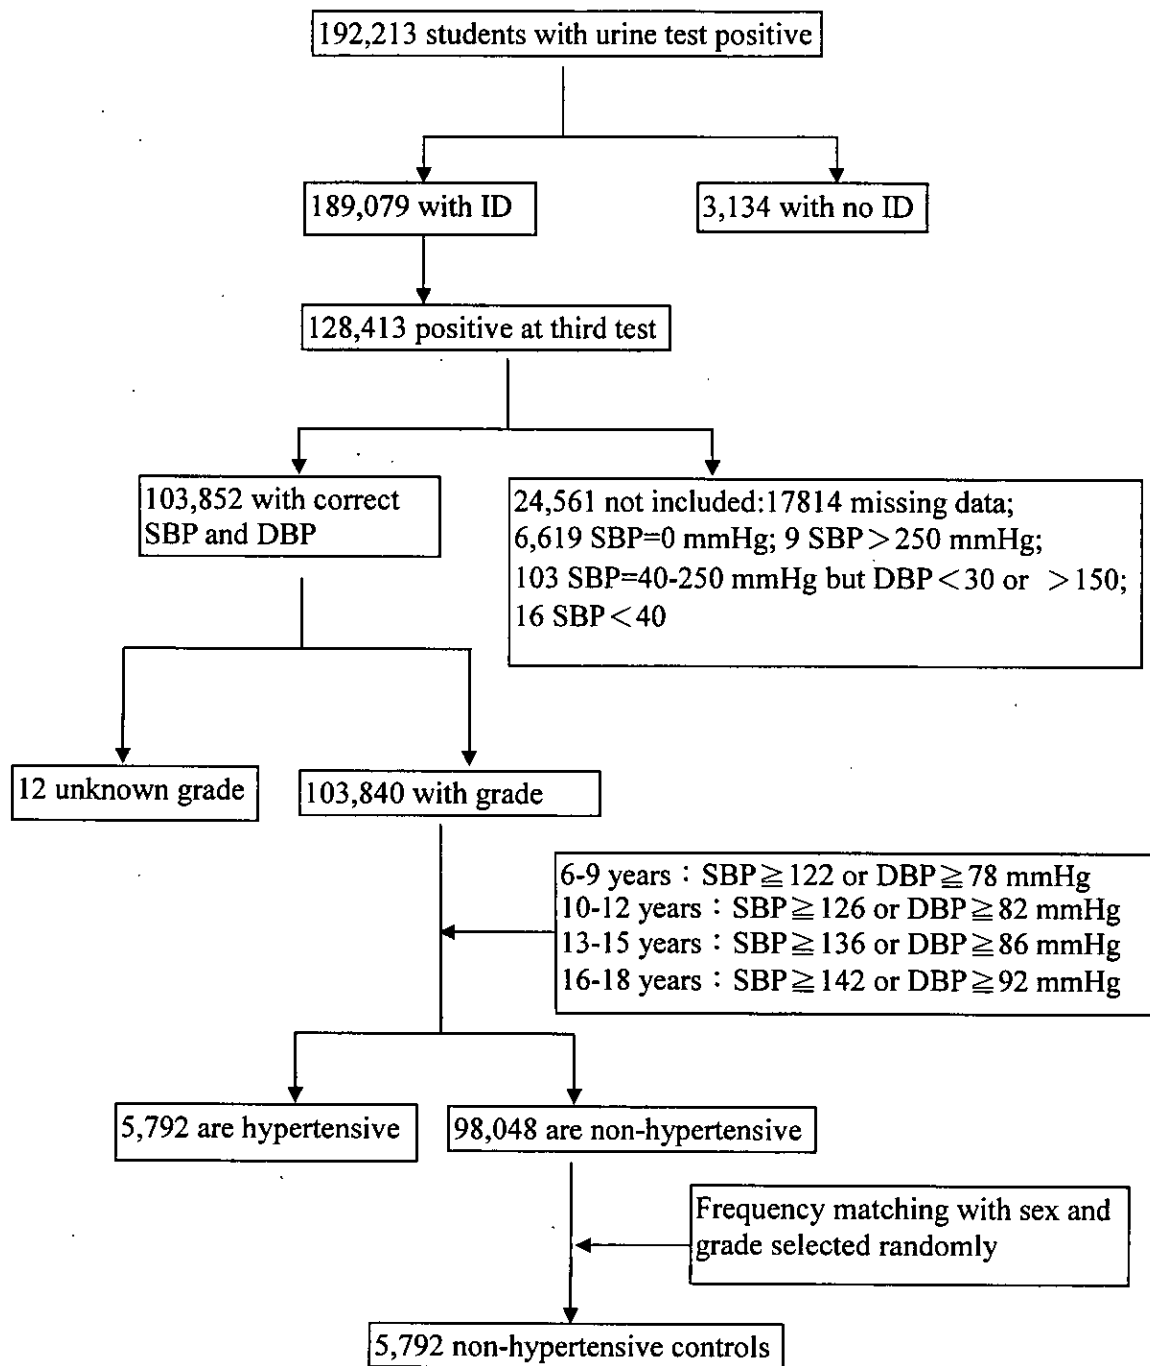 192,213 students with urine test positive
189,079 with ID
3,134 with no ID
128,413 positive at third test
103,852 with correct
SBP and DBP
24,561 not included:17814 missing data;
6,619 SBP=0 mmHg; 9 SBP＞250 mmHg;
103 SBP=40-250 mmHg but DBP＜30 or ＞150;
16 SBP＜40
12 unknown grade
103,840 with grade
6-9 years：SBP≧122 or DBP≧78 mmHg
10-12 years：SBP≧126 or DBP≧82 mmHg
13-15 years：SBP≧136 or DBP≧86 mmHg
16-18 years：SBP≧142 or DBP≧92 mmHg
5,792 are hypertensive
98,048 are non-hypertensive
Frequency matching with sex and
grade selected randomly
5,792 non-hypertensive controls